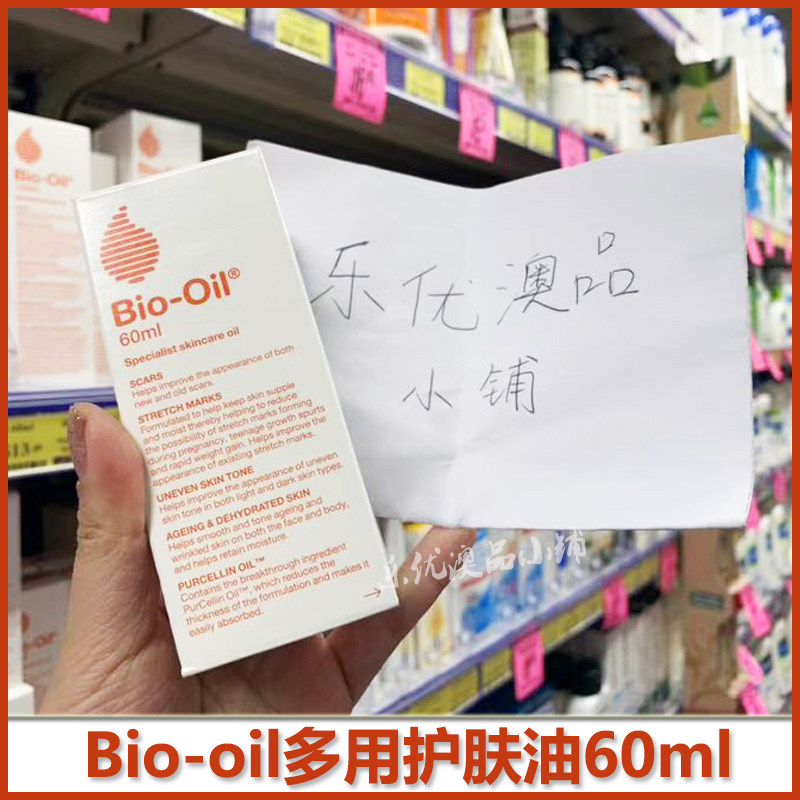 Bio-Oil®
Bio-Oil®
Bio-Oil®
60ml
Specialist skincare oil
SCARS
Helps improve the appearance of both
new and old scars.
STRETCH MARKS
Formulated to help keep skin supple
and moist thereby helping to reduce
the possibility of stretch marks forming
during pregnancy, teenage growth spurts
and rapid weight gain. Helps improve the
appearance of existing stretch marks.
UNEVEN SKIN TONE
Helps improve the appearance of uneven
skin tone in both light and dark skin types.
AGEING & DEHYDRATED SKIN
Helps smooth and tone ageing and
wrinkled skin on both the face and body,
and helps retain moisture.
PURCELLIN OIL™
Contains the breakthrough ingredient
PurCellin Oil™, which reduces the
thickness of the formulation and makes it
easily absorbed.
乐优澳品
小铺
乐优澳品小铺
Bio-Oil
Bio-oil多用护肤油60ml